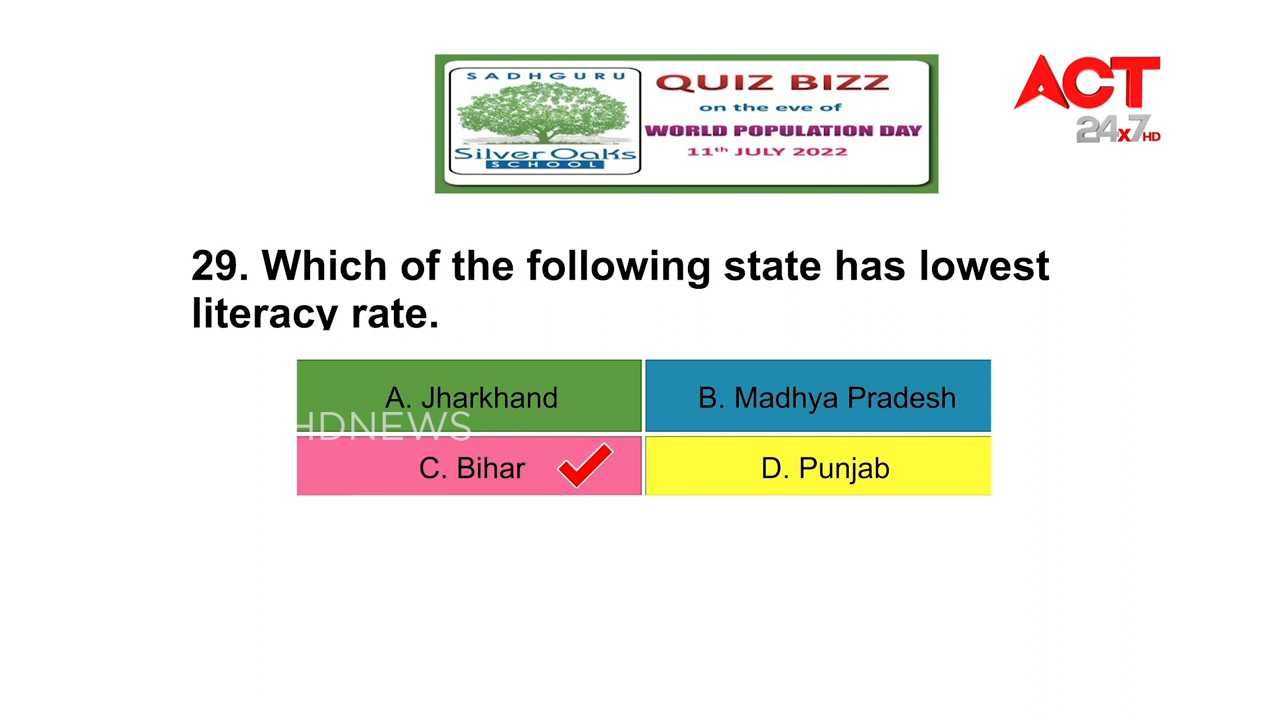 SADHGURU
Silver Oaks
SCHOOL
QUIZ BIZZ
on the eve of
WORLD POPULATION DAY
11th JULY 2022
ACT
24x7HD
29. Which of the following state has lowest
literacy rate.
A. Jharkhand
B. Madhya Pradesh
HDNEWS
C. Bihar
D. Punjab